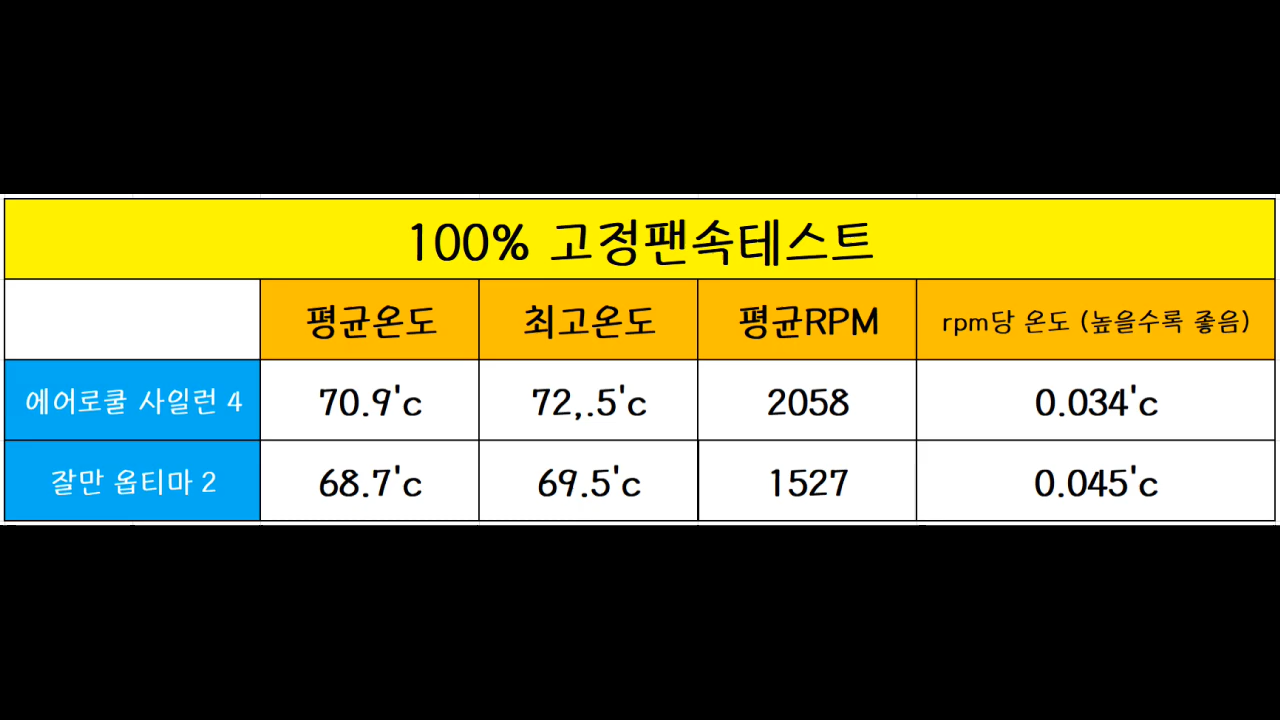 100% 고정팬속테스트
평균온도 최고온도 평균RPM rpm당 온도 (높을수록 좋음)
에어로쿨 사일런 4 70.9'c 72,.5'c 2058 0.034'c
잘만 옵티마 2 68.7'c 69.5'c 1527 0.045'c